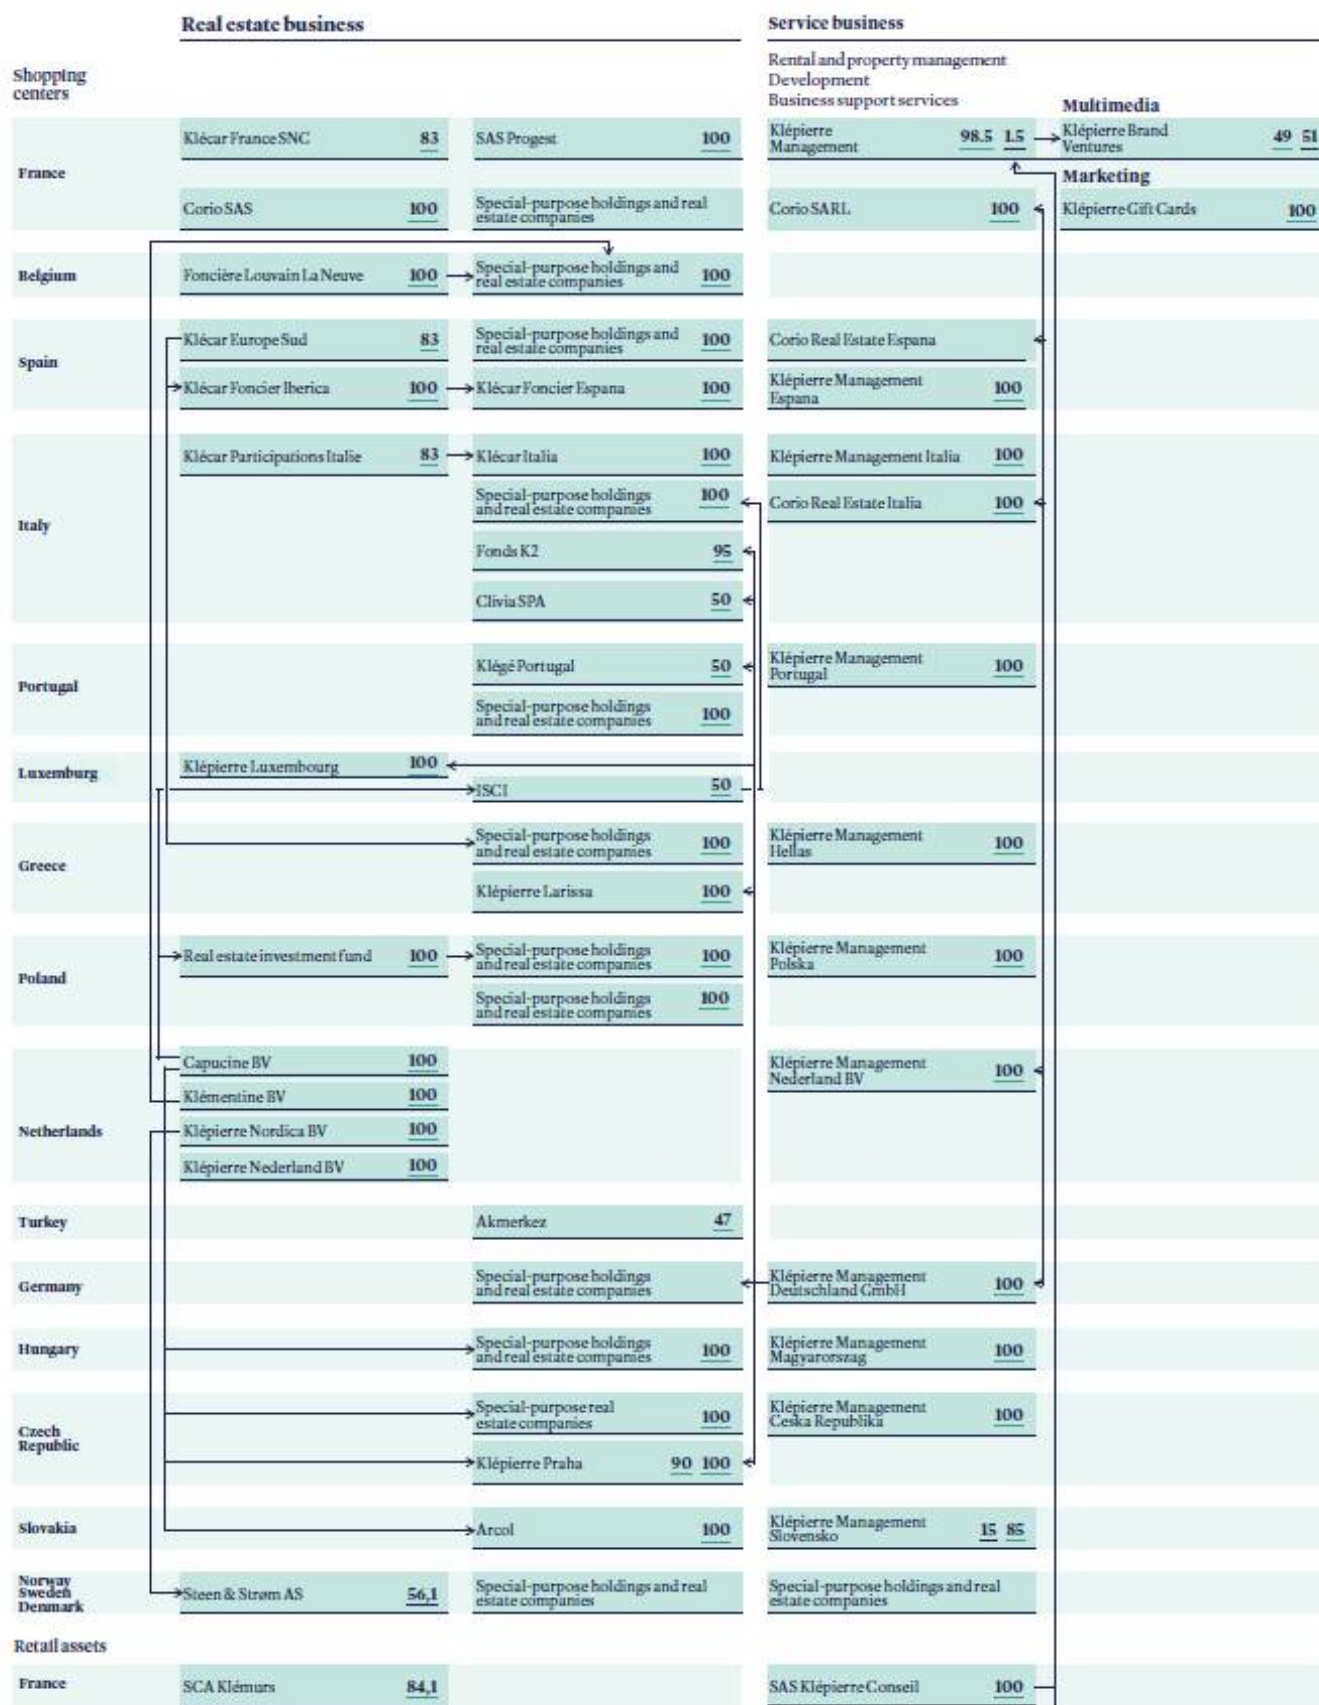 Real estate business
Service business
Shopping
centers
Rental and property management
Development
Business support services
Multimedia
France
Klécar France SNC 83
SAS Progest 100
Klépierre
Management 98.5 1.5
Klépierre Brand
Ventures 49 51
Marketing
Corio SAS 100
Special-purpose holdings and real
estate companies
Corio SARL 100
Klépierre Gift Cards 100
Belgium
Foncière Louvain La Neuve 100
Special-purpose holdings and
real estate companies 100
Spain
Klécar Europe Sud 83
Special-purpose holdings and
real estate companies 100
Corio Real Estate Espana
Klécar Foncier Iberica 100
Klécar Foncier Espana 100
Klépierre Management
Espana 100
Italy
Klécar Participations Italie 83
Klécar Italia 100
Klépierre Management Italia 100
Special-purpose holdings
and real estate companies 100
Corio Real Estate Italia 100
Fonds K2 95
Clivia SPA 50
Portugal
Klégé Portugal 50
Klépierre Management
Portugal 100
Special-purpose holdings
and real estate companies 100
Luxemburg
Klépierre Luxembourg 100
ISCI 50
Greece
Special-purpose holdings
and real estate companies 100
Klépierre Management
Hellas 100
Klépierre Larissa 100
Poland
Real estate investment fund 100
Special-purpose holdings
and real estate companies 100
Klépierre Management
Polska 100
Special-purpose holdings
and real estate companies 100
Netherlands
Capucine BV 100
Klépierre Management
Nederland BV 100
Klémentine BV 100
Klépierre Nordica BV 100
Klépierre Nederland BV 100
Turkey
Akmerkez 47
Germany
Special-purpose holdings
and real estate companies
Klépierre Management
Deutschland GmbH 100
Hungary
Special-purpose holdings
and real estate companies 100
Klépierre Management
Magyarorszag 100
Czech
Republic
Special-purpose real
estate companies 100
Klépierre Management
Ceska Republika 100
Klépierre Praha 90 100
Slovakia
Arcol 100
Klépierre Management
Slovensko 15 85
Norway
Sweden
Denmark
Steen & Strøm AS 56,1
Special-purpose holdings and real
estate companies
Special-purpose holdings and real
estate companies
Retail assets
France
SCA Klémurs 84,1
SAS Klépierre Conseil 100